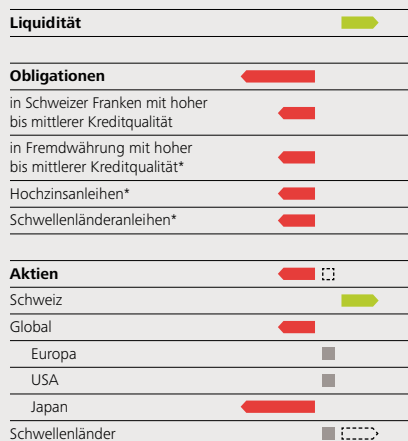 Liquidität
Obligationen
in Schweizer Franken mit hoher
bis mittlerer Kreditqualität
in Fremdwährung mit hoher
bis mittlerer Kreditqualität*
Hochzinsanleihen*
Schwellenländeranleihen*
Aktien
Schweiz
Global
Europa
USA
Japan
Schwellenländer